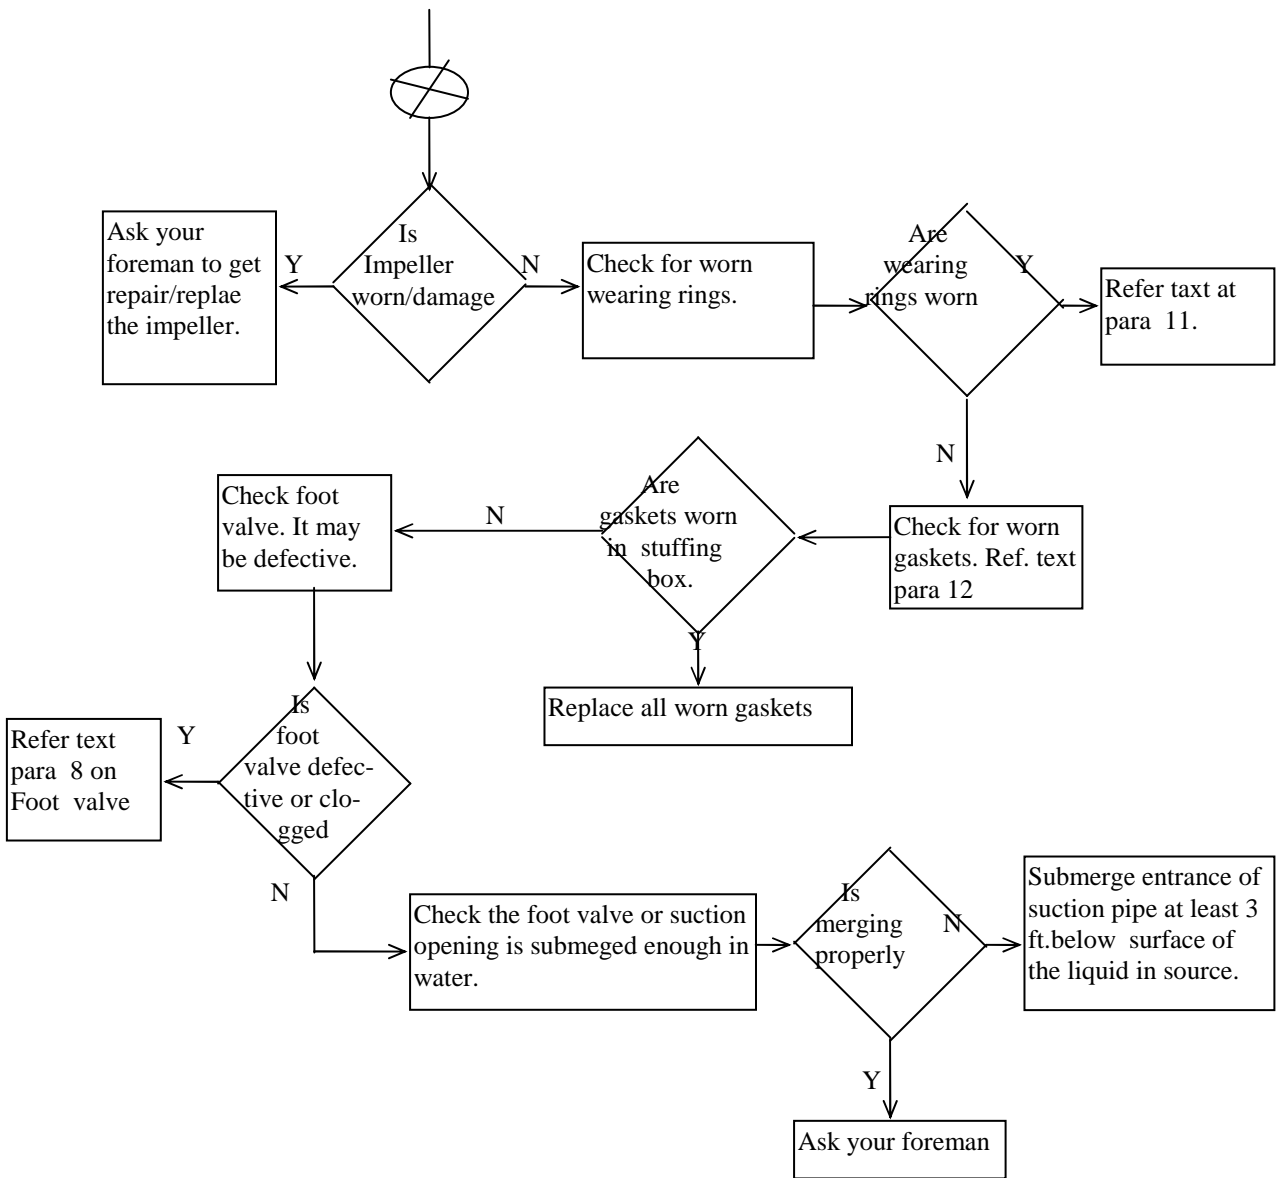 Ask your
foreman to get
repair/replae
the impeller.
Y
Is
Impeller
worn/damage
N
Check for worn
wearing rings.
Are
wearing
rings worn
Y
Refer taxt at
para 11.
N
Check foot
valve. It may
be defective.
N
Are
gaskets worn
in stuffing
box.
Check for worn
gaskets. Ref. text
para 12
Y
Replace all worn gaskets
Refer text
para 8 on
Foot valve
Y
Is
foot
valve defec-
tive or clo-
gged
N
Check the foot valve or suction
opening is submeged enough in
water.
Is
merging
properly
N
Submerge entrance of
suction pipe at least 3
ft.below surface of
the liquid in source.
Y
Ask your foreman